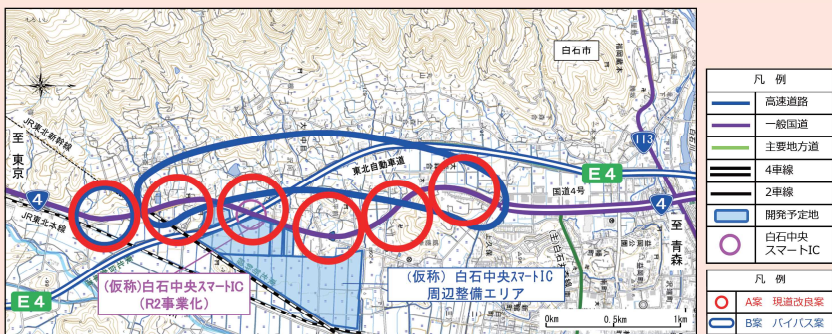 白石市
福岡蔵本
JR東北新幹線
至 東京
4
JR東北本線
E4
東北自動車道
国道4号
113
E4
4
至 青森
(仮称)白石中央スマートIC
(R2事業化)
(仮称) 白石中央スマートIC
周辺整備エリア
0km 0.5km 1km
凡 例
高速道路
一般国道
主要地方道
4車線
2車線
開発予定地
白石中央
スマートIC
凡 例
A案 現道改良案
B案 バイパス案